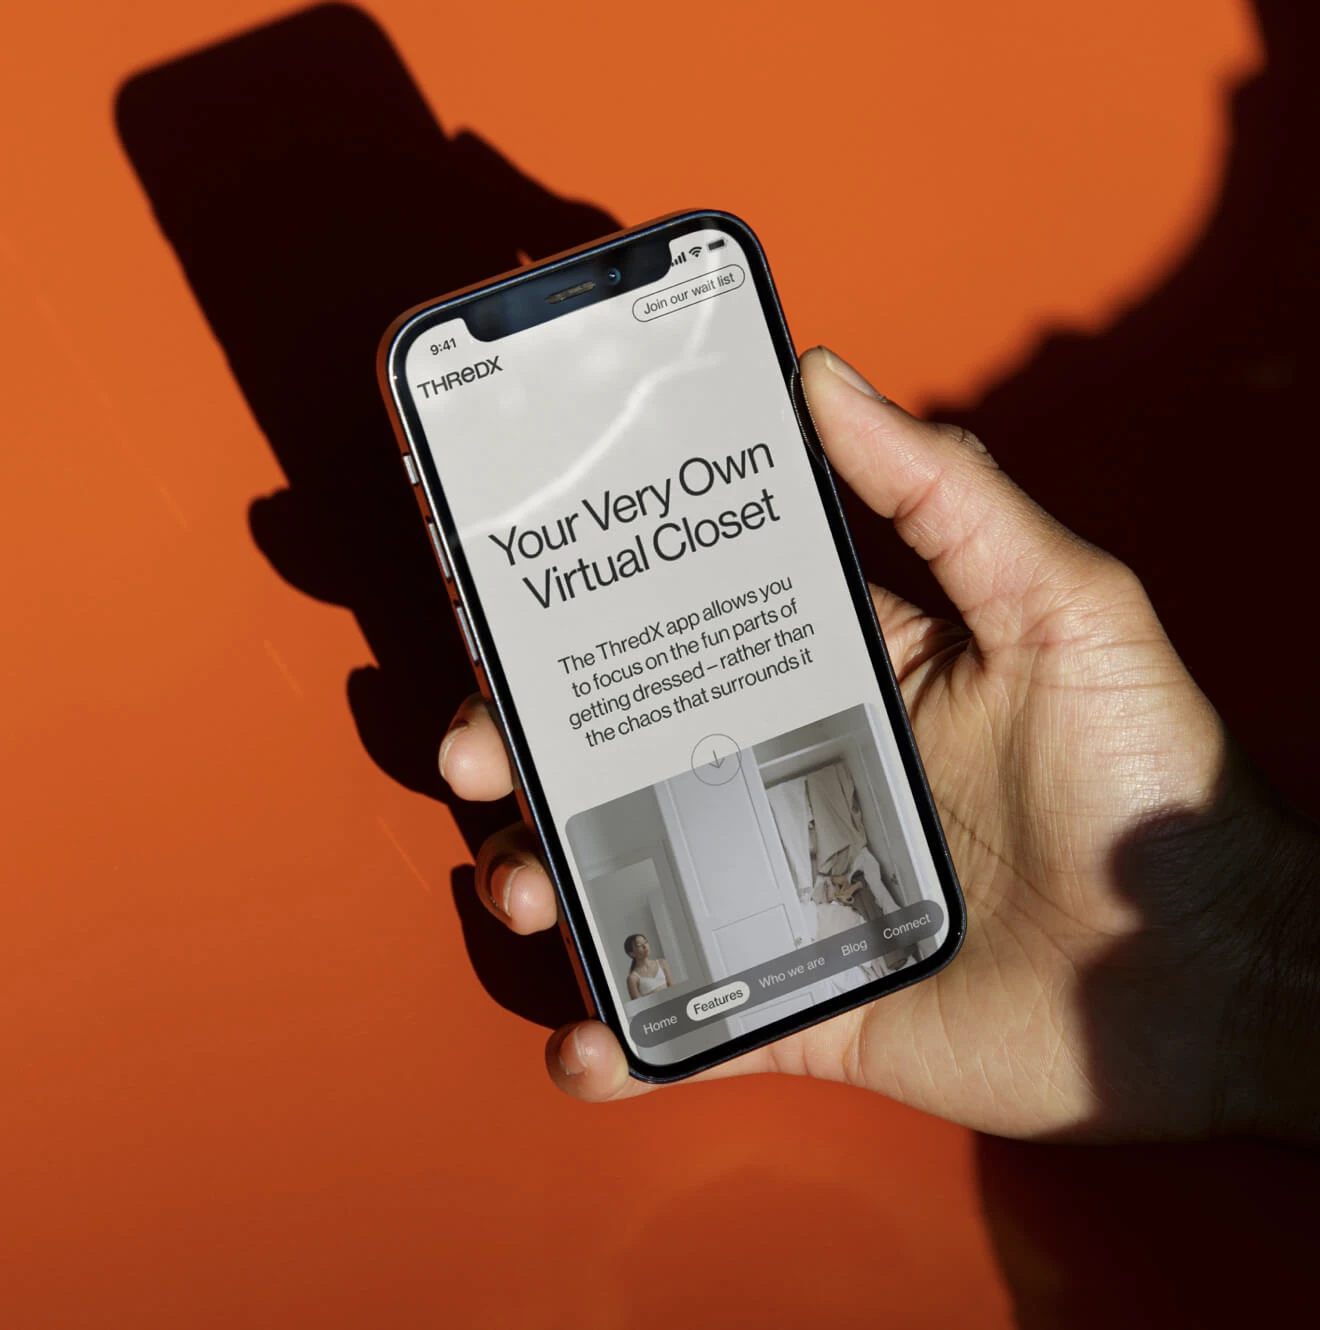 9:41
THReDX
Join our wait list
Your Very Own
Virtual Closet
The ThredX app allows you
to focus on the fun parts of
getting dressed – rather than
the chaos that surrounds it
Home Features Who we are Blog Connect